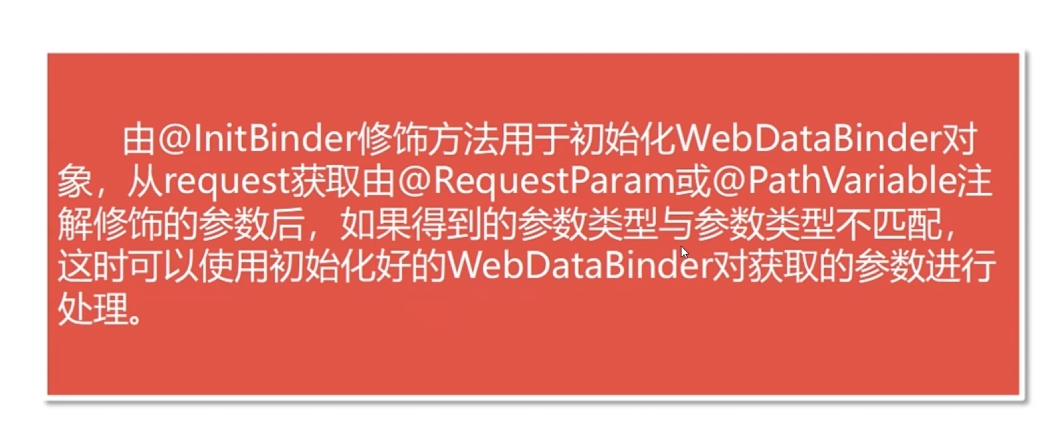 由@InitBinder修饰方法用于初始化WebDataBinder对
象，从request获取由@RequestParam或@PathVariable注
解修饰的参数后，如果得到的参数类型与参数类型不匹配，
这时可以使用初始化好的WebDataBinder对获取的参数进行
处理。